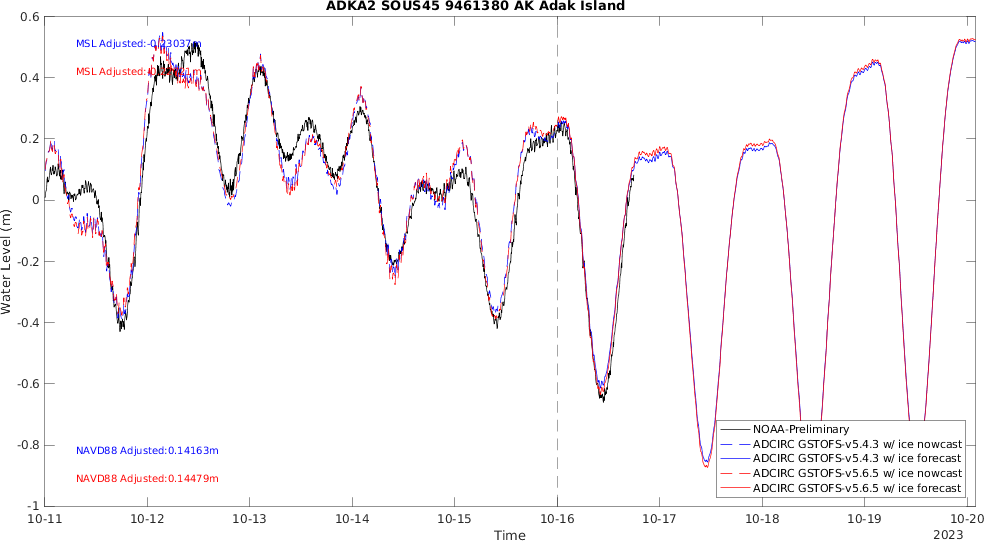 ADKA2 SOUS45 9461380 AK Adak Island
0.6
MSL Adjusted:-0.23037m
MSL Adjusted:
0.4
0.2
0
-0.2
-0.4
-0.6
-0.8
-1
Water Level (m)
NAVD88 Adjusted:0.14163m
NAVD88 Adjusted:0.14479m
NOAA-Preliminary
ADCIRC GSTOFS-v5.4.3 w/ ice nowcast
ADCIRC GSTOFS-v5.4.3 w/ ice forecast
ADCIRC GSTOFS-v5.6.5 w/ ice nowcast
ADCIRC GSTOFS-v5.6.5 w/ ice forecast
10-11 10-12 10-13 10-14 10-15 10-16 10-17 10-18 10-19 10-20
Time
2023